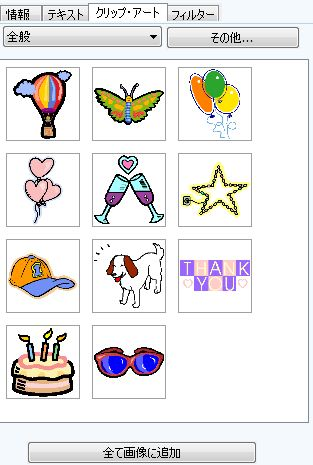 情報 テキスト クリップ・アート フィルター
全般 その他...
1
THANK
YOU
全て画像に追加